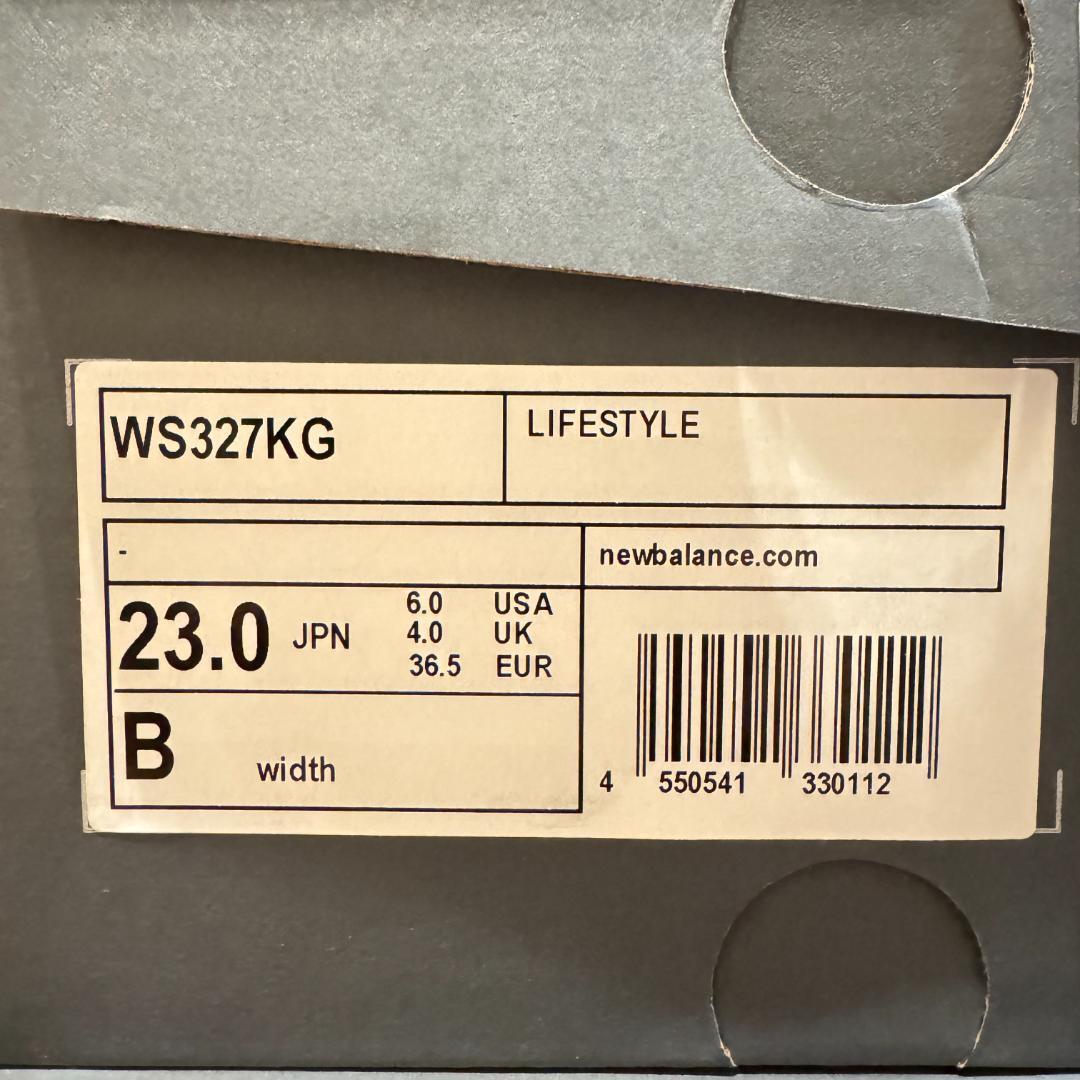 WS327KG
LIFESTYLE
-
newbalance.com
23.0 JPN
6.0 USA
4.0 UK
36.5 EUR
B width
4 550541 330112